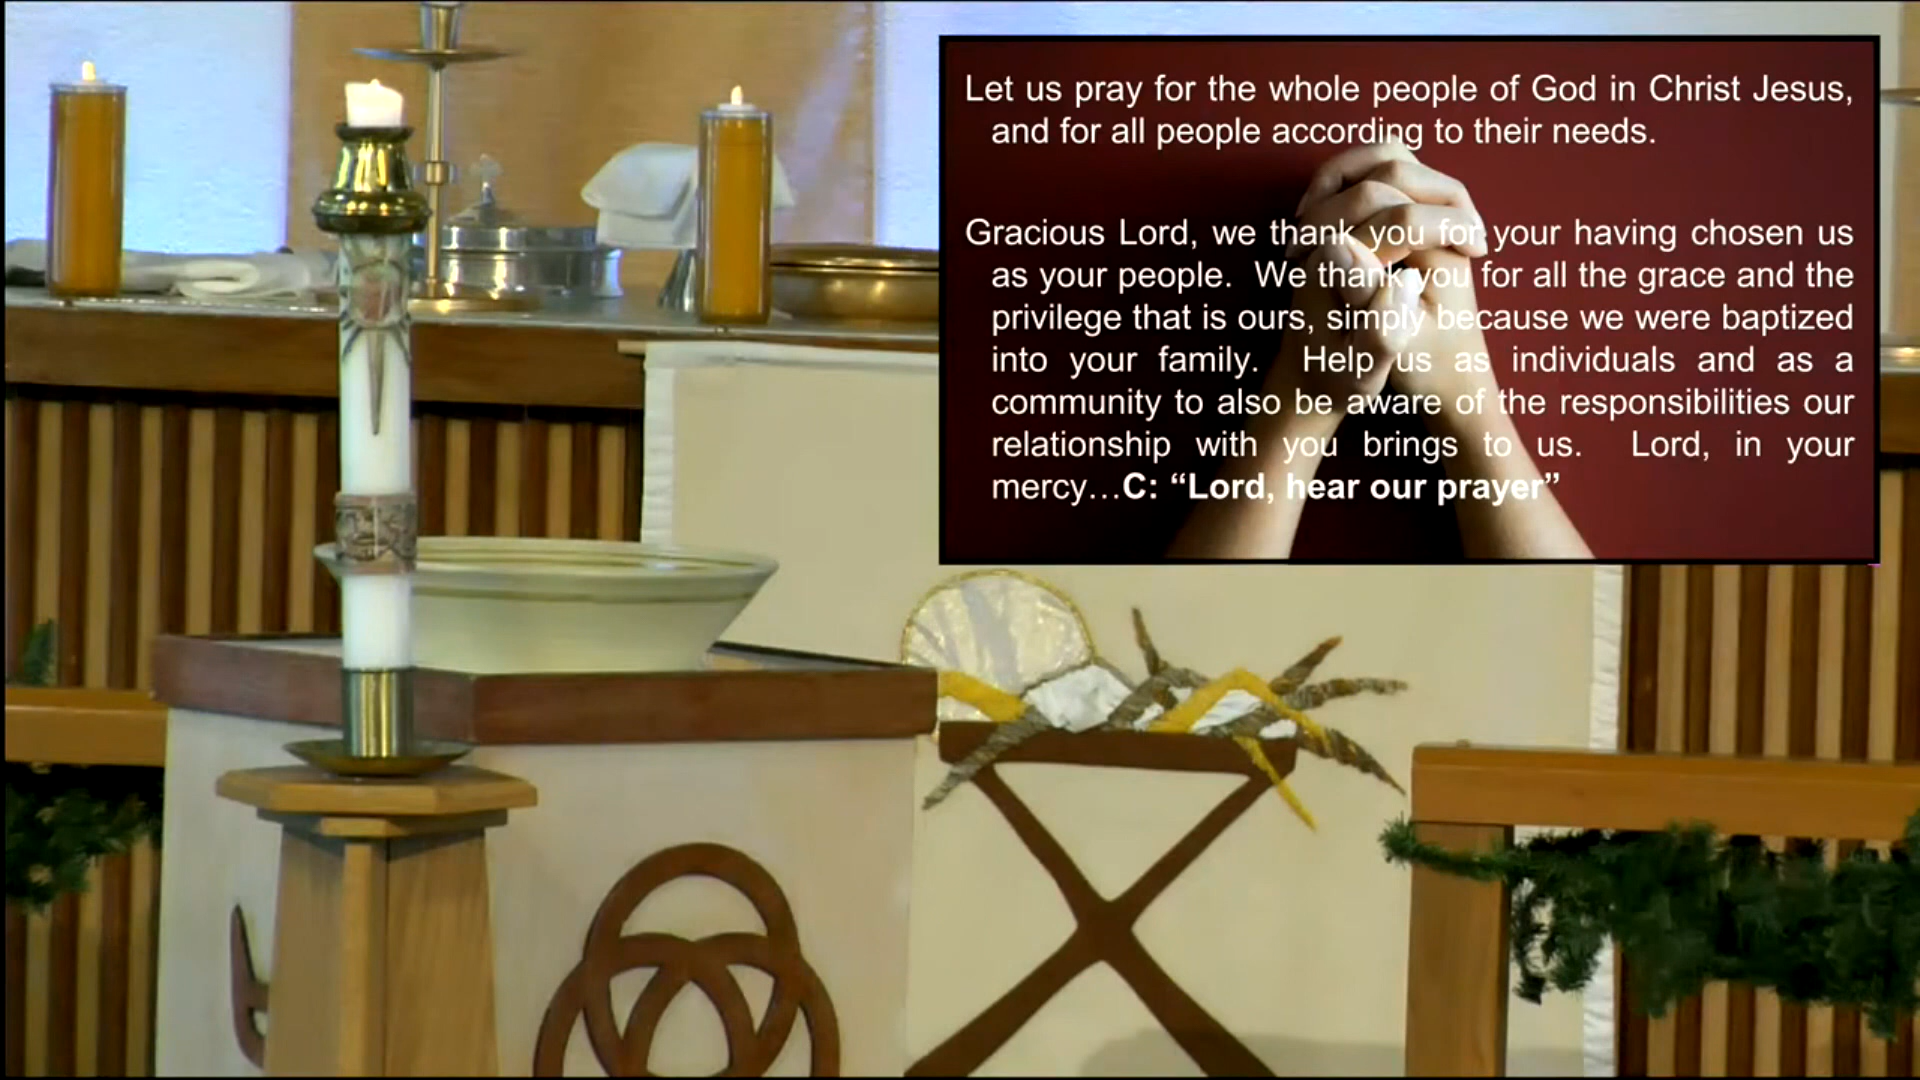 Let us pray for the whole people of God in Christ Jesus,
and for all people according to their needs.
Gracious Lord, we thank you for your having chosen us
as your people.  We thank you for all the grace and the
privilege that is ours, simply because we were baptized
into your family.  Help us as individuals and as a
community to also be aware of the responsibilities our
relationship with you brings to us.  Lord, in your
mercy…C: “Lord, hear our prayer”